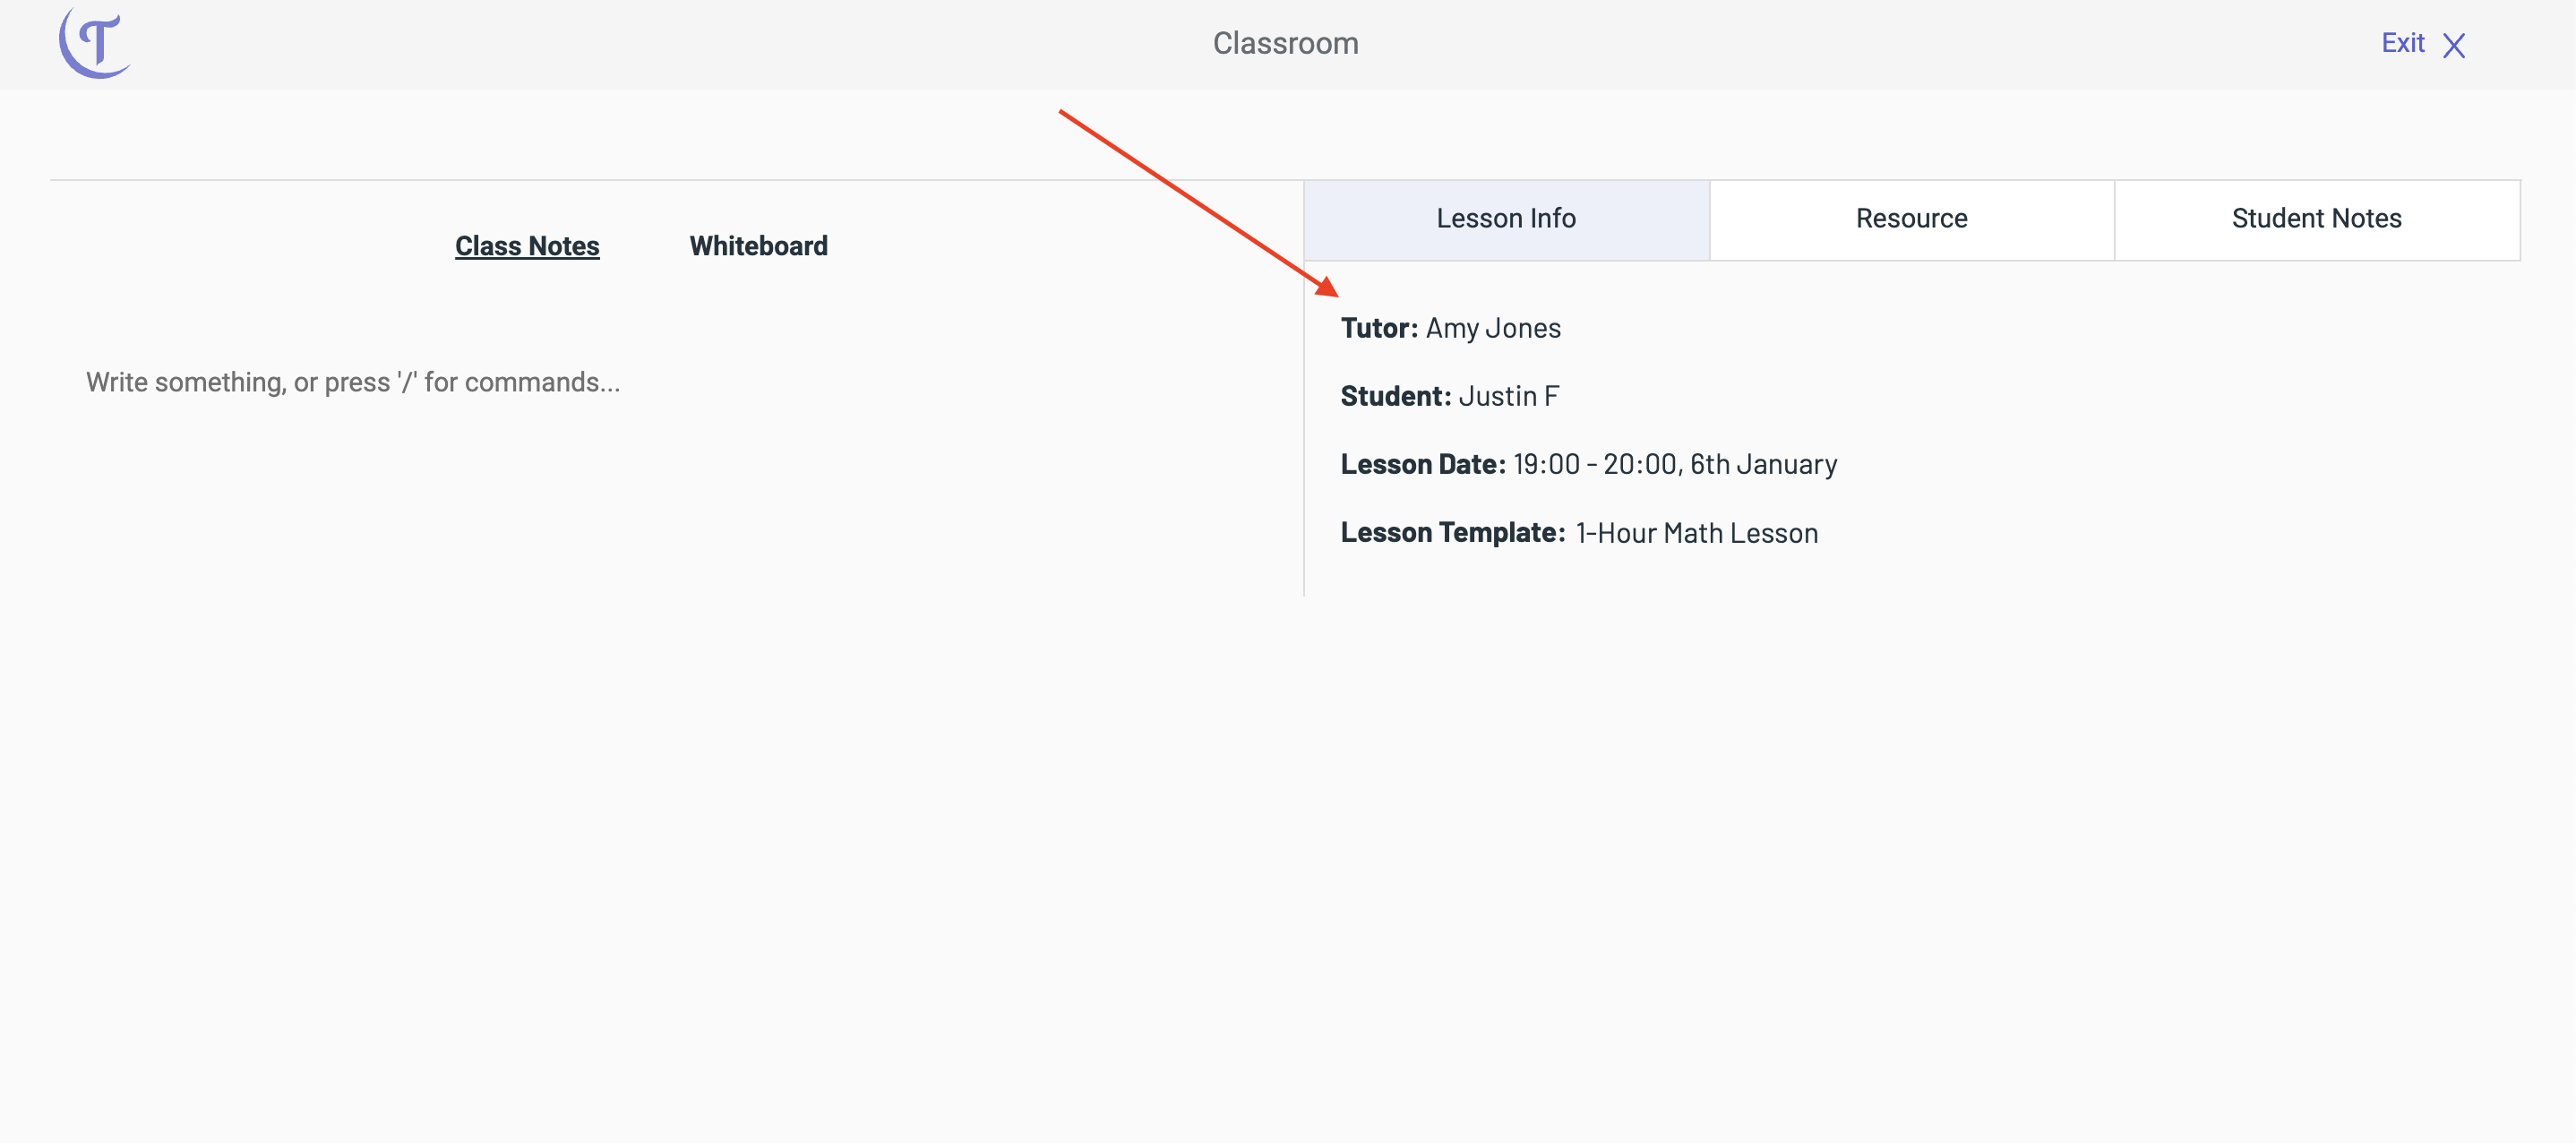 Classroom
Exit
Class Notes
Whiteboard
Write something, or press '/' for commands...
Lesson Info
Resource
Student Notes
Tutor: Amy Jones
Student: Justin F
Lesson Date: 19:00 - 20:00, 6th January
Lesson Template: 1-Hour Math Lesson